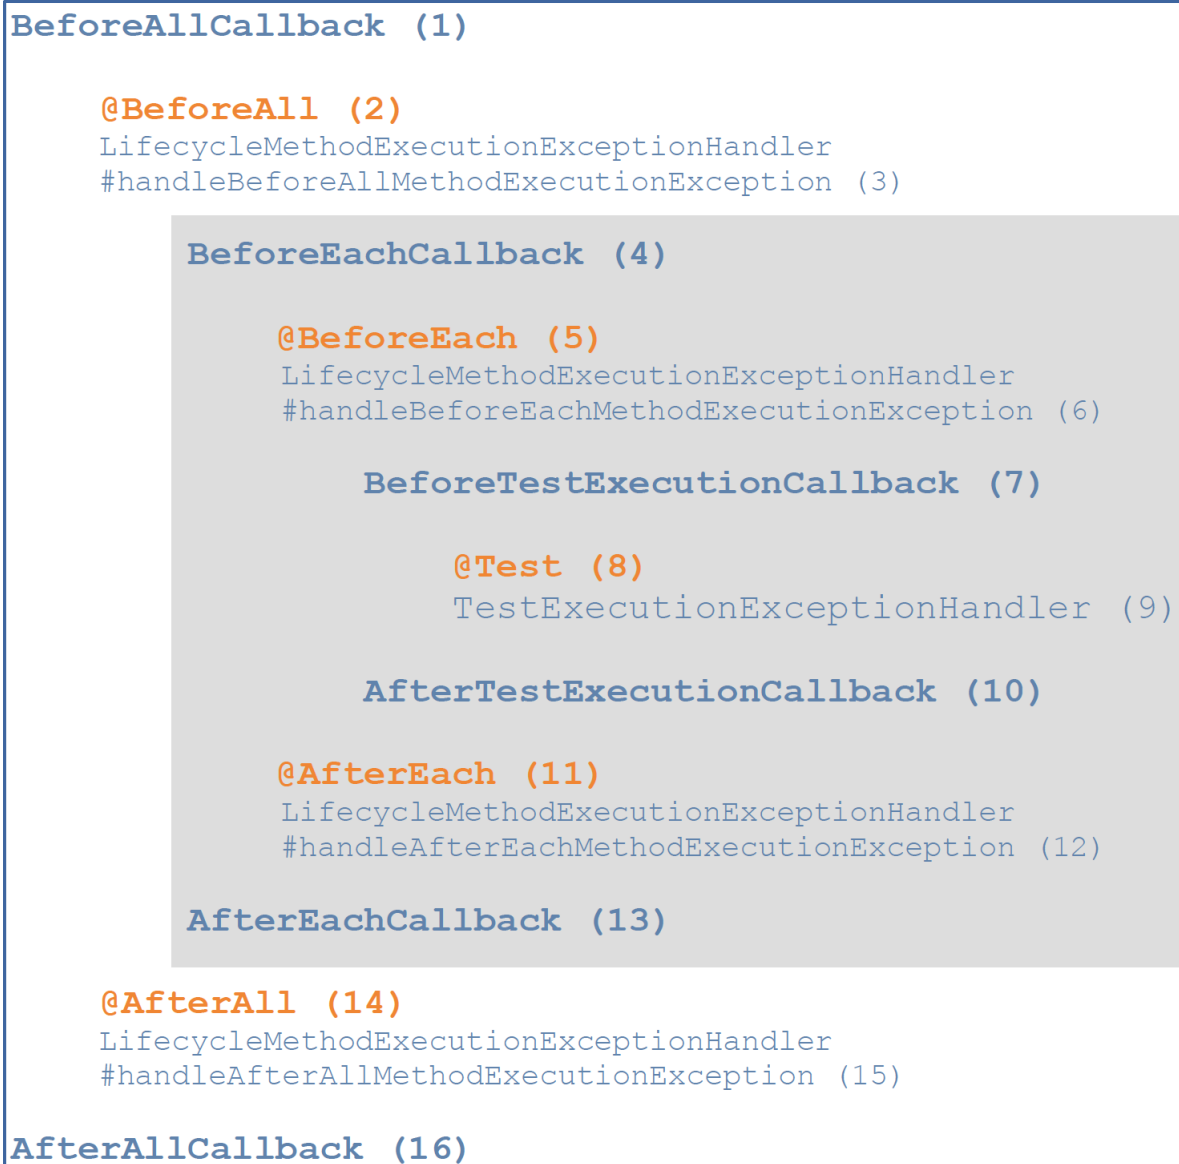 BeforeAllCallback (1)
@BeforeAll (2)
LifecycleMethodExecutionExceptionHandler
#handleBeforeAllMethodExecutionException (3)
BeforeEachCallback (4)
@BeforeEach (5)
LifecycleMethodExecutionExceptionHandler
#handleBeforeEachMethodExecutionException (6)
BeforeTestExecutionCallback (7)
@Test (8)
TestExecutionExceptionHandler (9)
AfterTestExecutionCallback (10)
@AfterEach (11)
LifecycleMethodExecutionExceptionHandler
#handleAfterEachMethodExecutionException (12)
AfterEachCallback (13)
@AfterAll (14)
LifecycleMethodExecutionExceptionHandler
#handleAfterAllMethodExecutionException (15)
AfterAllCallback (16)